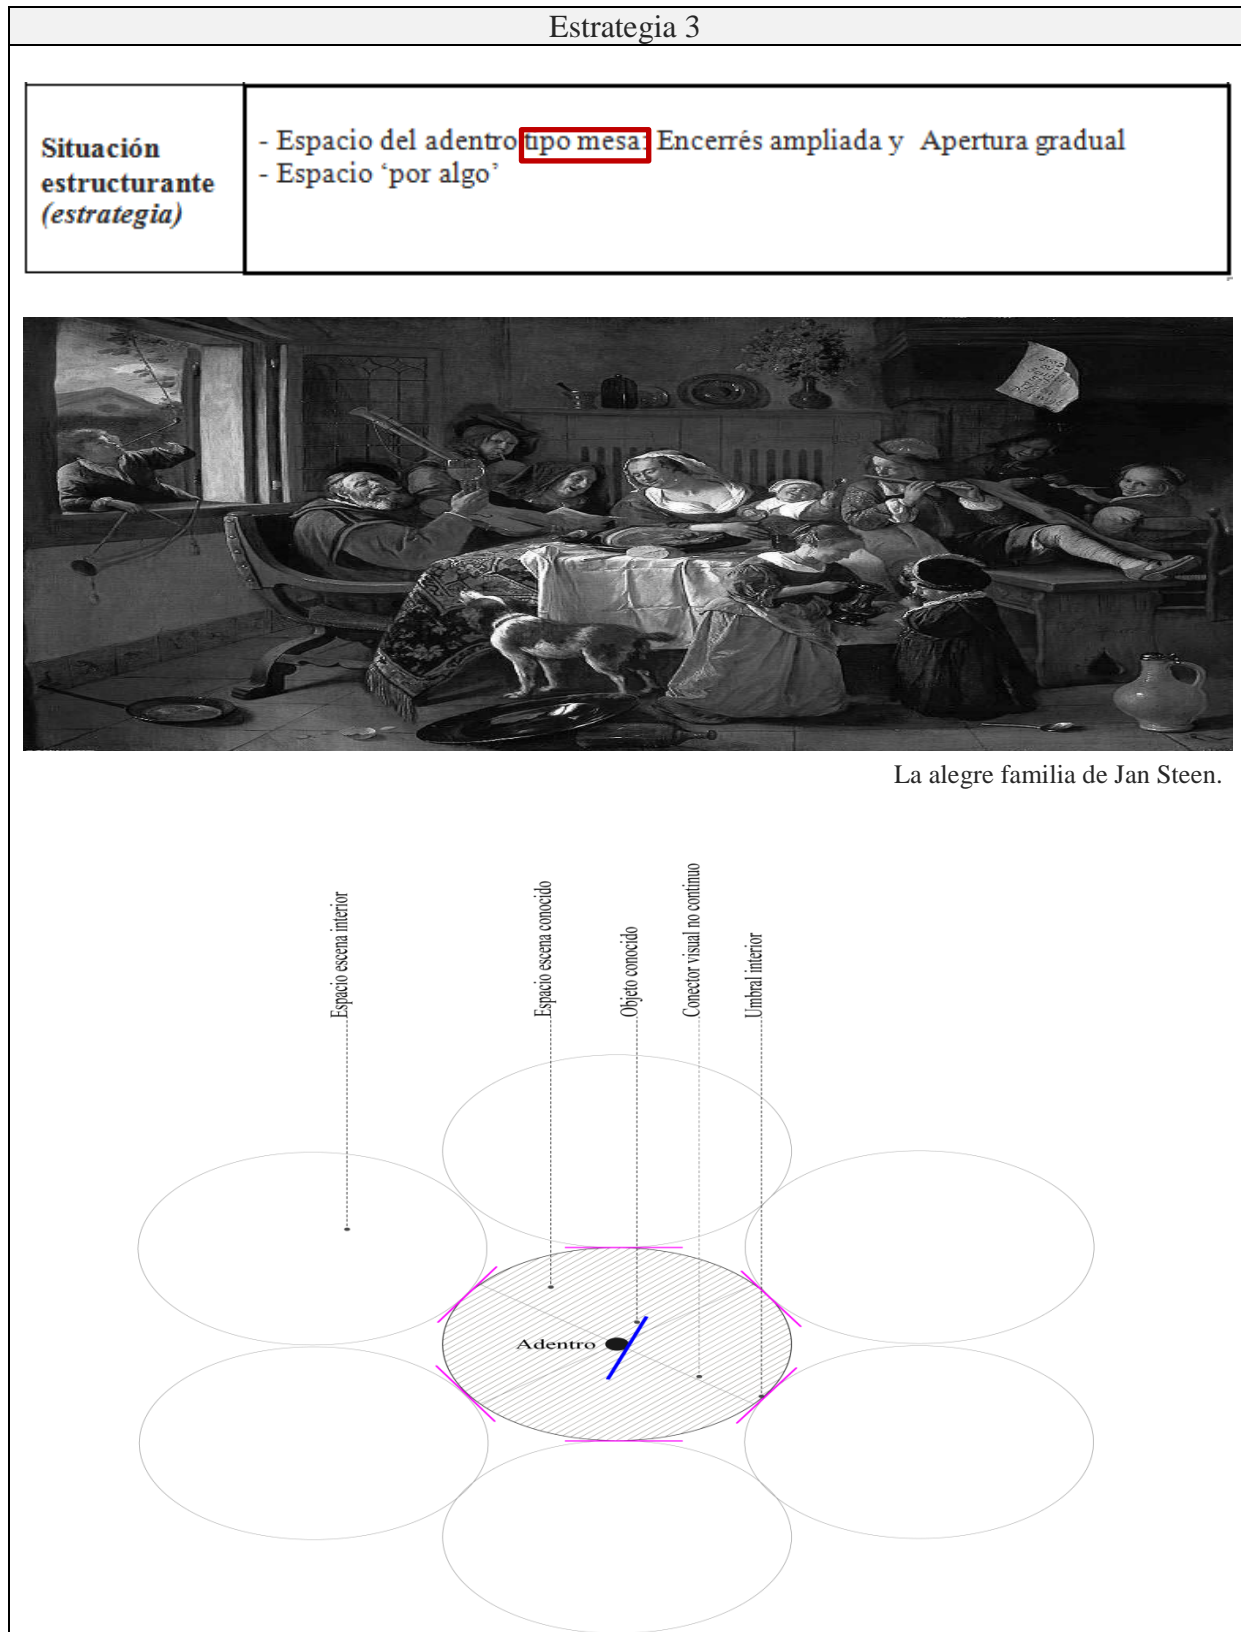 Estrategia 3
Situación
estructurante
(estrategia)
- Espacio del adentro tipo mesa: Encerrés ampliada y Apertura gradual
- Espacio ‘por algo’
La alegre familia de Jan Steen.
Espacio escena interior
Espacio escena conocido
Objeto conocido
Conector visual no continuo
Umbral interior
Adentro